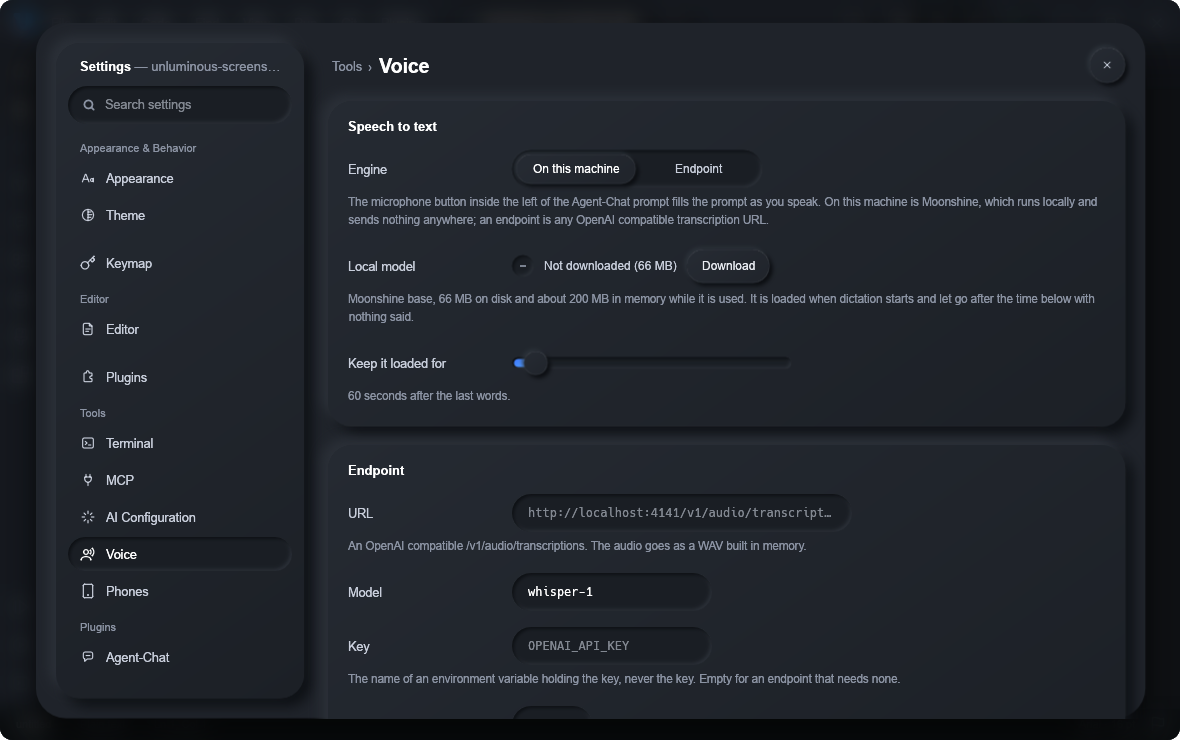 Settings — unluminous-screens…
Search settings
Appearance & Behavior
Appearance
Theme
Keymap
Editor
Editor
Plugins
Tools
Terminal
MCP
AI Configuration
Voice
Phones
Plugins
Agent-Chat
Tools › Voice
Speech to text
Engine
On this machine
Endpoint
The microphone button inside the left of the Agent-Chat prompt fills the prompt as you speak. On this machine is Moonshine, which runs locally and
sends nothing anywhere; an endpoint is any OpenAI compatible transcription URL.
Local model
Not downloaded (66 MB)
Download
Moonshine base, 66 MB on disk and about 200 MB in memory while it is used. It is loaded when dictation starts and let go after the time below with
nothing said.
Keep it loaded for
60 seconds after the last words.
Endpoint
URL
http://localhost:4141/v1/audio/transcript…
An OpenAI compatible /v1/audio/transcriptions. The audio goes as a WAV built in memory.
Model
whisper-1
Key
OPENAI_API_KEY
The name of an environment variable holding the key, never the key. Empty for an endpoint that needs none.